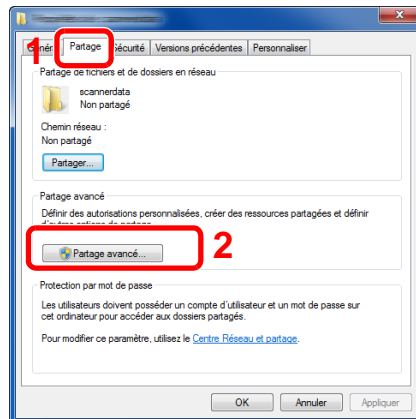 1
Partage
Sécurité
Versions précédentes
Personnaliser
Partage de fichiers et de dossiers en réseau
scannerdata
Non partagé
Chemin réseau :
Non partagé
Partager...
Partage avancé
Définir des autorisations personnalisées, créer des ressources partagées et définir
2
Partage avancé...
Protection par mot de passe
Les utilisateurs doivent posséder un compte d'utilisateur et un mot de passe sur
cet ordinateur pour accéder aux dossiers partagés.
Pour modifier ce paramètre, utilisez le Centre Réseau et partage.
OK
Annuler
Appliquer